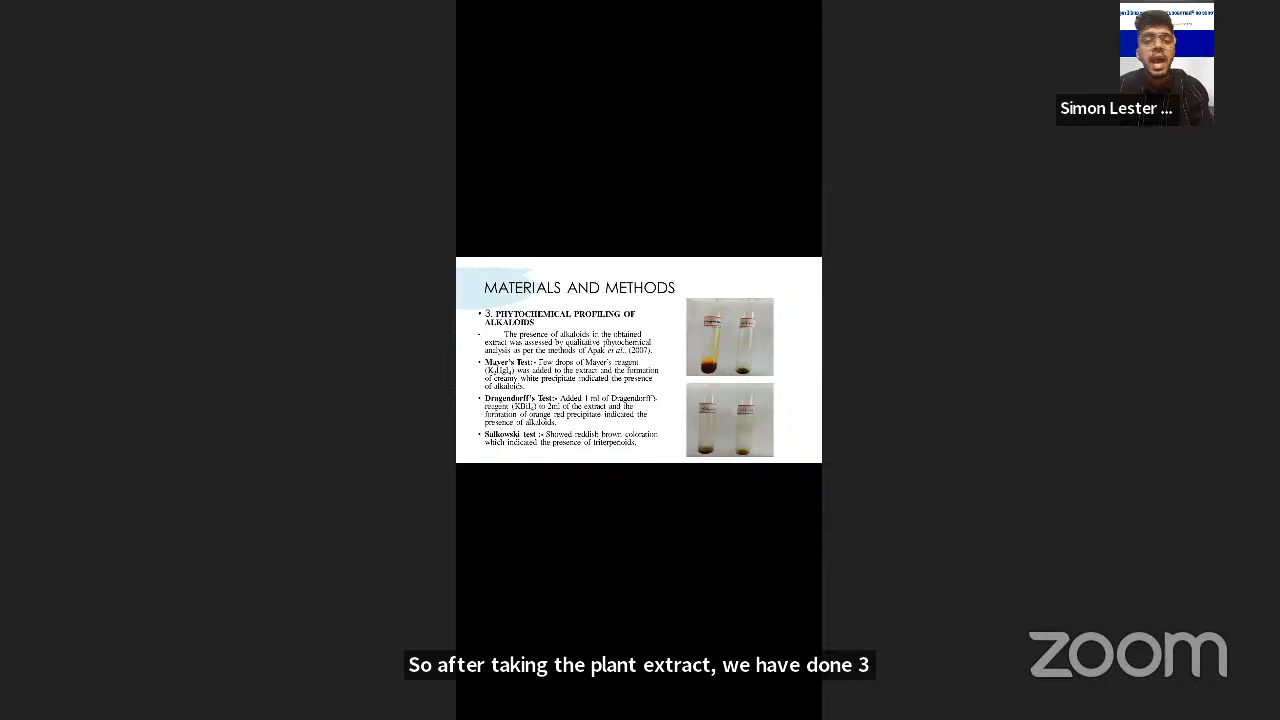 Simon Lester ...
MATERIALS AND METHODS
• 3. PHYTOCHEMICAL PROFILING OF
ALKALOIDS
- The presence of alkaloids in the obtained
extract was assessed by qualitative phytochemical
analysis as per the methods of Apak et al., (2007).
• Mayer's Test:- Few drops of Mayer's reagent
(K2HgI4) was added to the extract and the formation
of creamy white precipitate indicated the presence
of alkaloids.
• Dragendorff's Test:- Added 1 ml of Dragendorff's
reagent (KBiI4) to 2ml of the extract and the
formation of orange red precipitate indicated the
presence of alkaloids.
• Salkowski test :- Showed reddish brown coloration
which indicated the presence of triterpenoids.
So after taking the plant extract, we have done 3
zoom